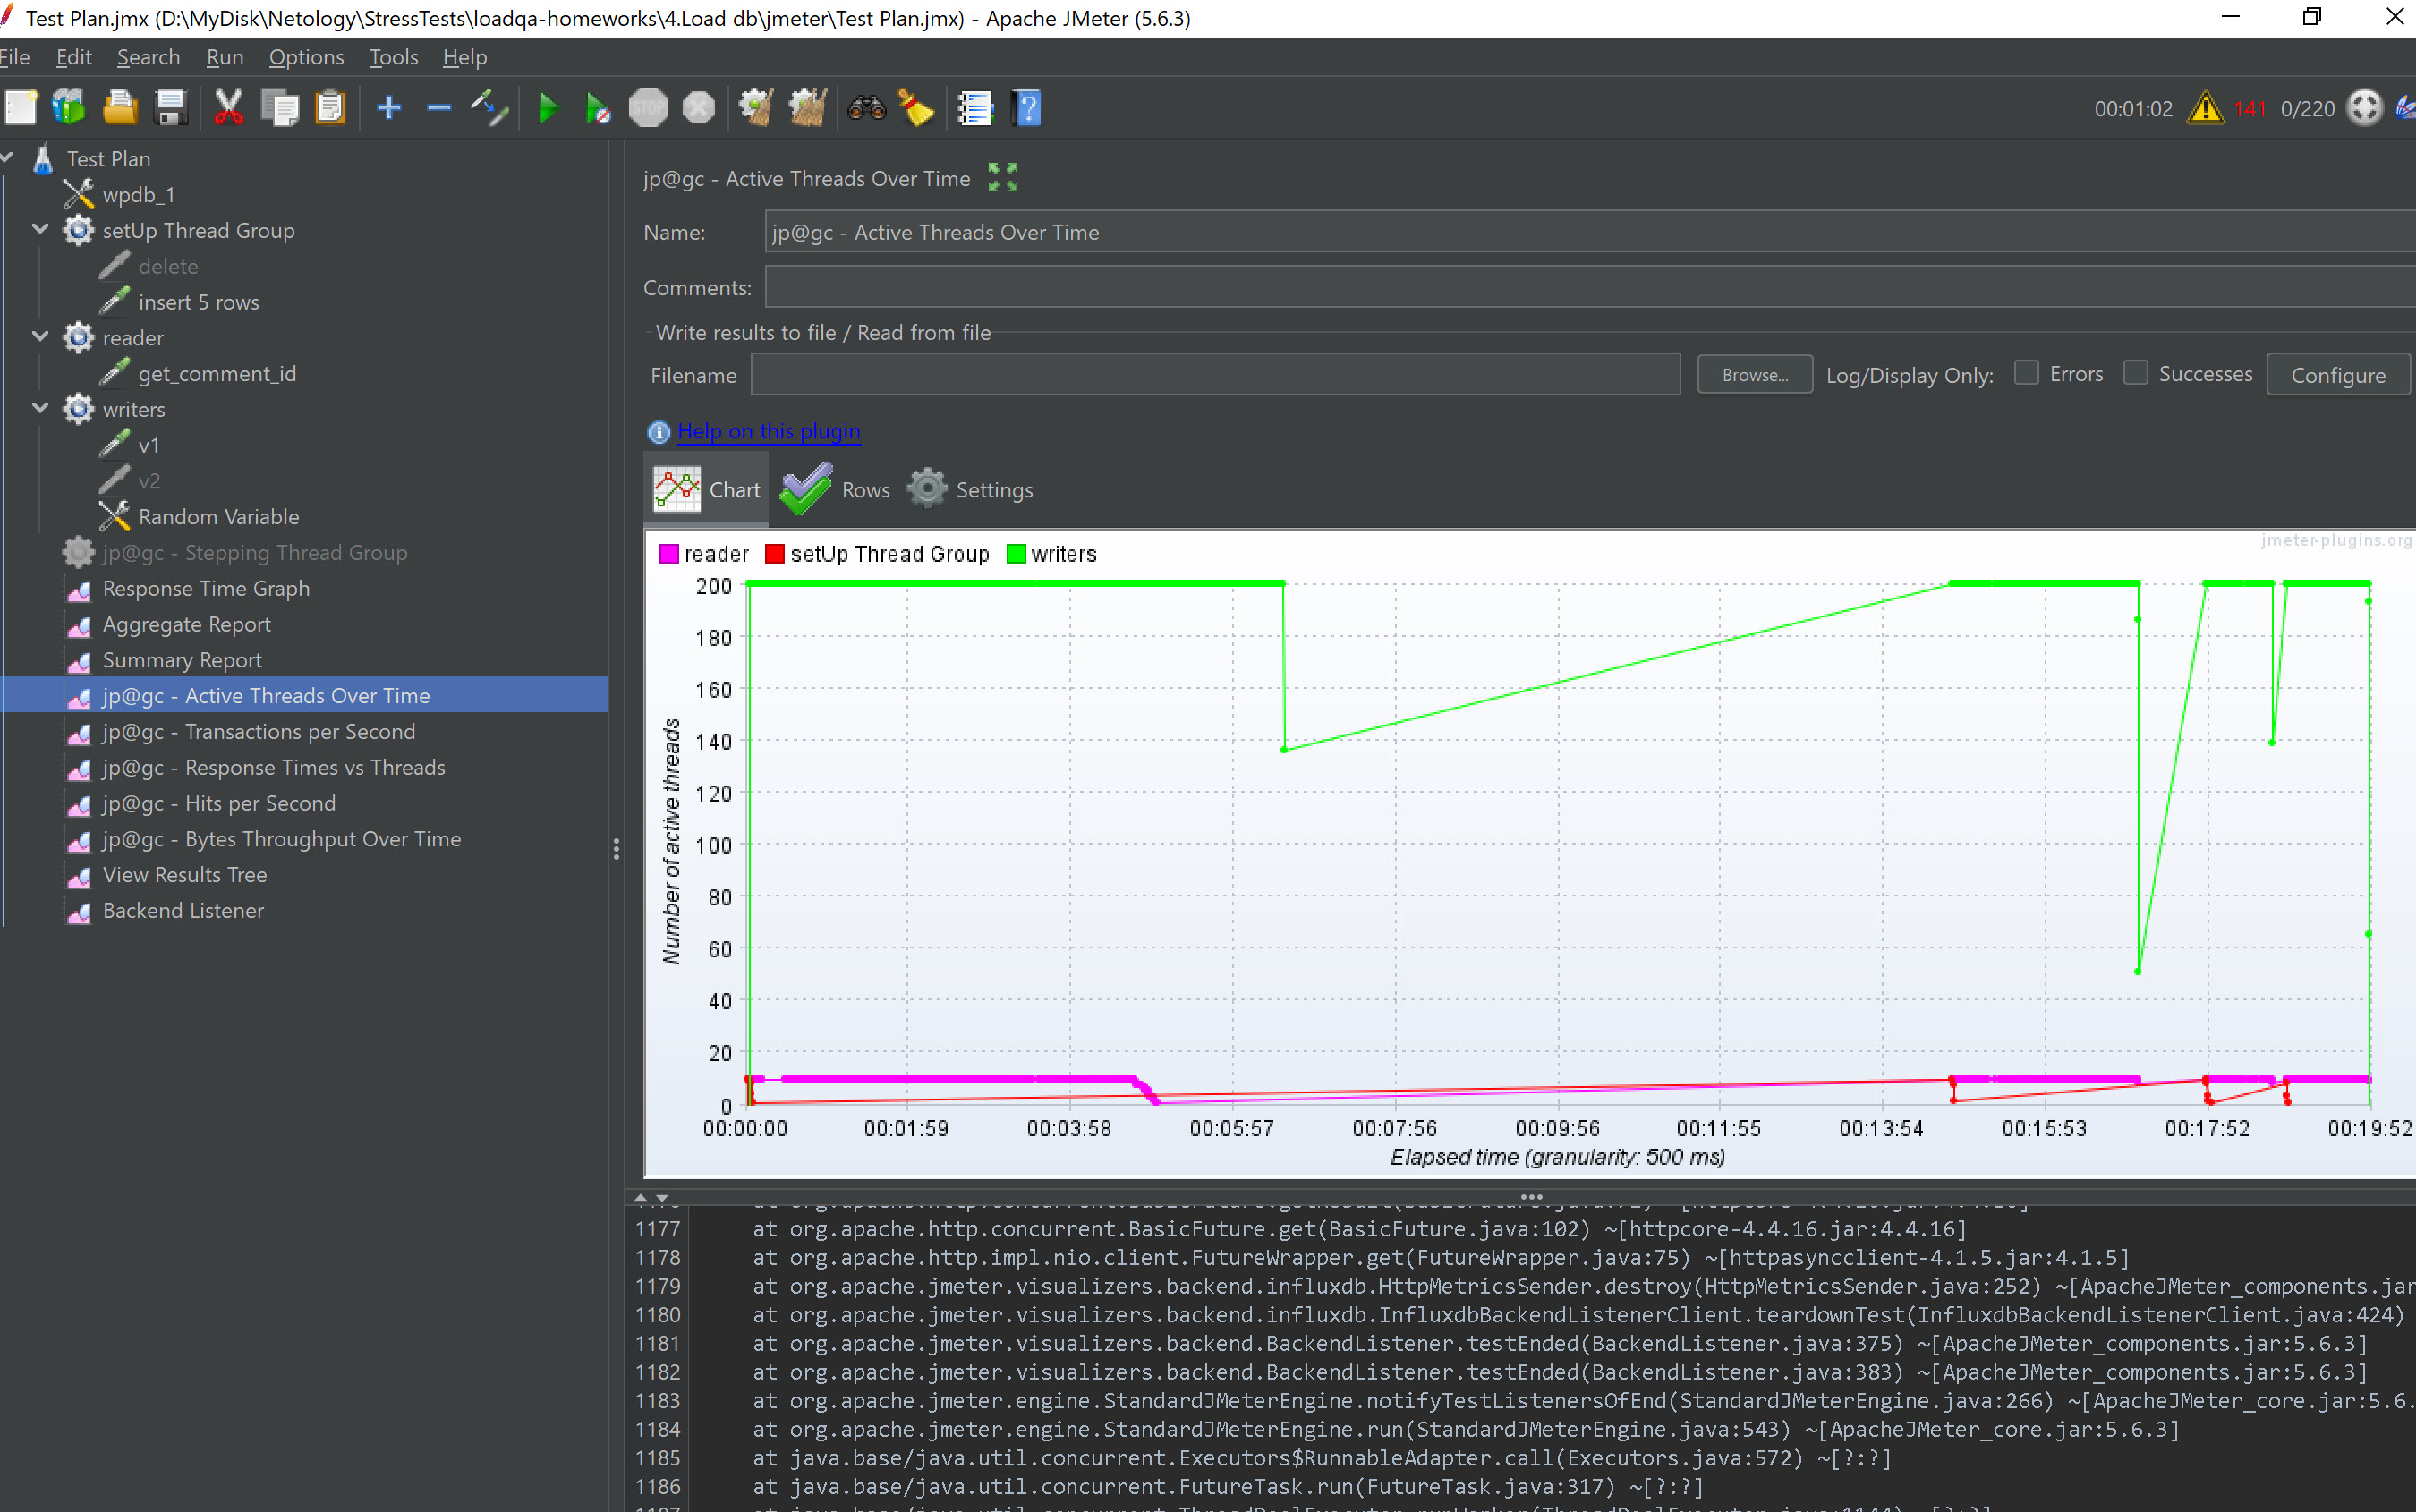 Test Plan.jmx (D:\MyDisk\Netology\StressTests\loadqa-homeworks\4.Load db\jmeter\Test Plan.jmx) - Apache JMeter (5.6.3)
File Edit Search Run Options Tools Help
STOP
00:01:02 141 0/220
Test Plan
wpdb_1
setUp Thread Group
delete
insert 5 rows
reader
get_comment_id
writers
v1
v2
Random Variable
jp@gc - Stepping Thread Group
Response Time Graph
Aggregate Report
Summary Report
jp@gc - Active Threads Over Time
jp@gc - Transactions per Second
jp@gc - Response Times vs Threads
jp@gc - Hits per Second
jp@gc - Bytes Throughput Over Time
View Results Tree
Backend Listener
jp@gc - Active Threads Over Time
Name: jp@gc - Active Threads Over Time
Comments:
Write results to file / Read from file
Filename Browse... Log/Display Only: Errors Successes Configure
Help on this plugin
Chart Rows Settings
reader setUp Thread Group writers
jmeter-plugins.org
200
180
160
140
120
100
80
60
40
20
0
Number of active threads
00:00:00 00:01:59 00:03:58 00:05:57 00:07:56 00:09:56 00:11:55 00:13:54 00:15:53 00:17:52 00:19:52
Elapsed time (granularity: 500 ms)
1177 at org.apache.http.concurrent.BasicFuture.get(BasicFuture.java:102) ~[httpcore-4.4.16.jar:4.4.16]
1178 at org.apache.http.impl.nio.client.FutureWrapper.get(FutureWrapper.java:75) ~[httpasyncclient-4.1.5.jar:4.1.5]
1179 at org.apache.jmeter.visualizers.backend.influxdb.HttpMetricsSender.destroy(HttpMetricsSender.java:252) ~[ApacheJMeter_components.jar
1180 at org.apache.jmeter.visualizers.backend.influxdb.InfluxdbBackendListenerClient.teardownTest(InfluxdbBackendListenerClient.java:424)
1181 at org.apache.jmeter.visualizers.backend.BackendListener.testEnded(BackendListener.java:375) ~[ApacheJMeter_components.jar:5.6.3]
1182 at org.apache.jmeter.visualizers.backend.BackendListener.testEnded(BackendListener.java:383) ~[ApacheJMeter_components.jar:5.6.3]
1183 at org.apache.jmeter.engine.StandardJMeterEngine.notifyTestListenersOfEnd(StandardJMeterEngine.java:266) ~[ApacheJMeter_core.jar:5.6.
1184 at org.apache.jmeter.engine.StandardJMeterEngine.run(StandardJMeterEngine.java:543) ~[ApacheJMeter_core.jar:5.6.3]
1185 at java.base/java.util.concurrent.Executors$RunnableAdapter.call(Executors.java:572) ~[?:?]
1186 at java.base/java.util.concurrent.FutureTask.run(FutureTask.java:317) ~[?:?]